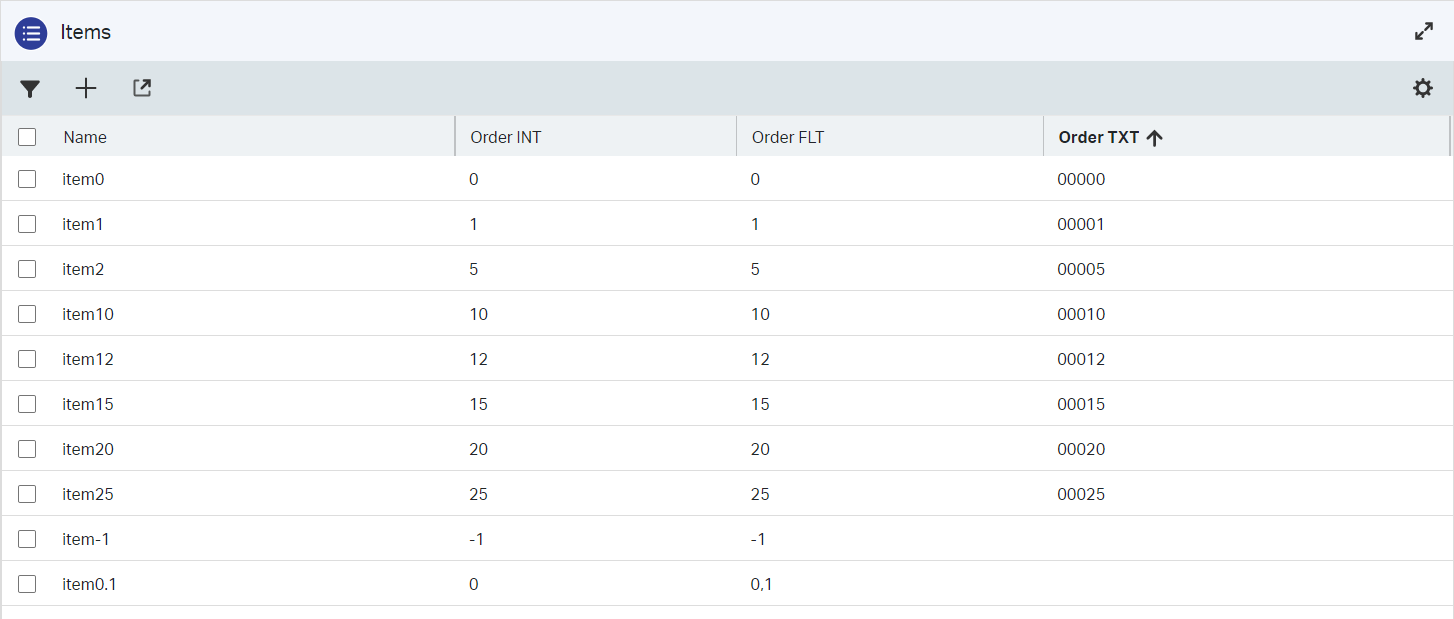 Items
Name Order INT Order FLT Order TXT
item0 0 0 00000
item1 1 1 00001
item2 5 5 00005
item10 10 10 00010
item12 12 12 00012
item15 15 15 00015
item20 20 20 00020
item25 25 25 00025
item-1 -1 -1
item0.1 0 0,1